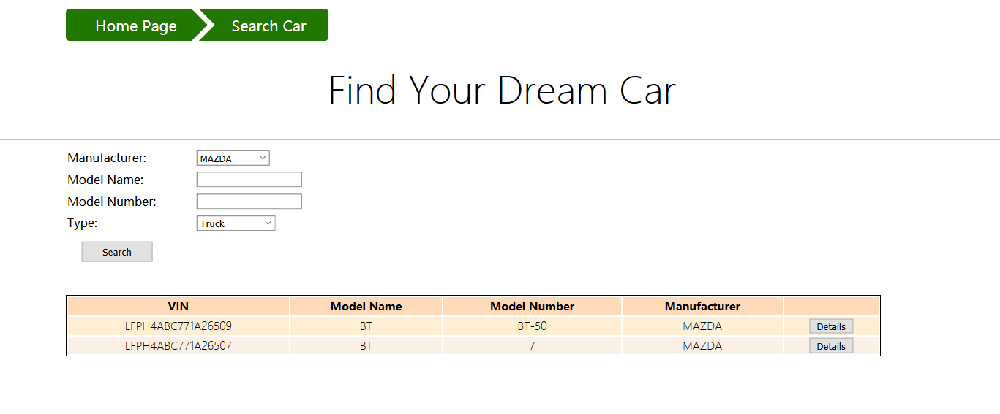 Home Page Search Car
Find Your Dream Car
Manufacturer: MAZDA
Model Name:
Model Number:
Type: Truck
Search
VIN Model Name Model Number Manufacturer
LFPH4ABC771A26509 BT BT-50 MAZDA Details
LFPH4ABC771A26507 BT 7 MAZDA Details